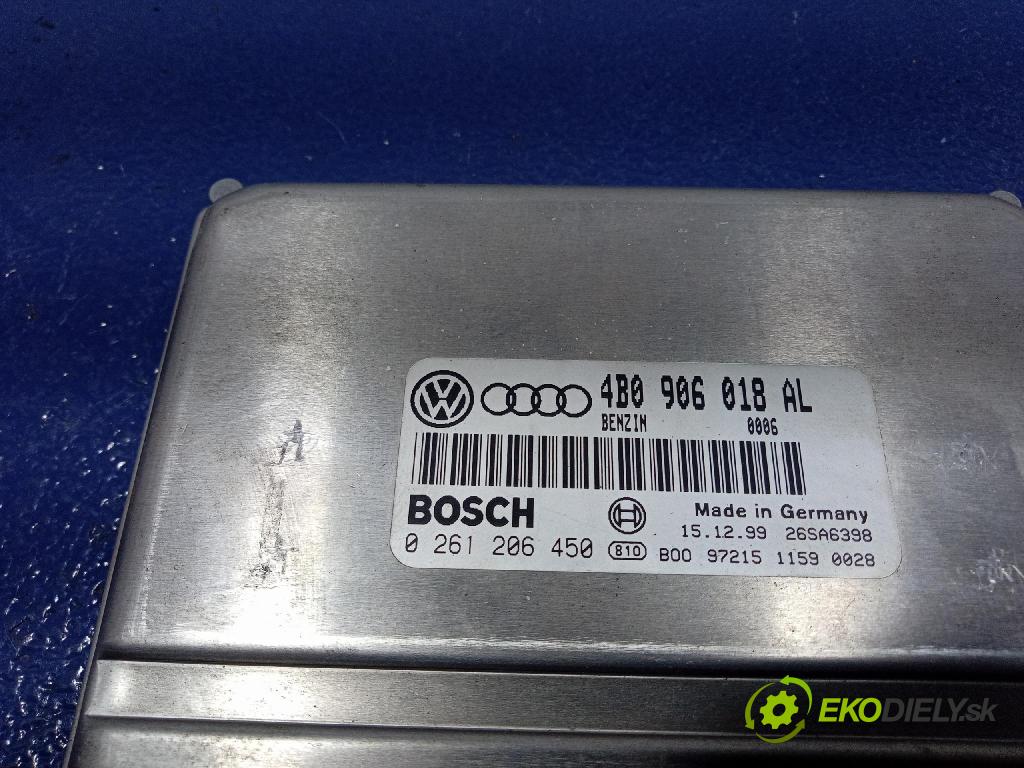 4B0 906 018 AL
BENZIN 0006
BOSCH
Made in Germany
15.12.99 26SA6398
0 261 206 450 810 B00 97215 1159 0028
A
EKODIELY.sk